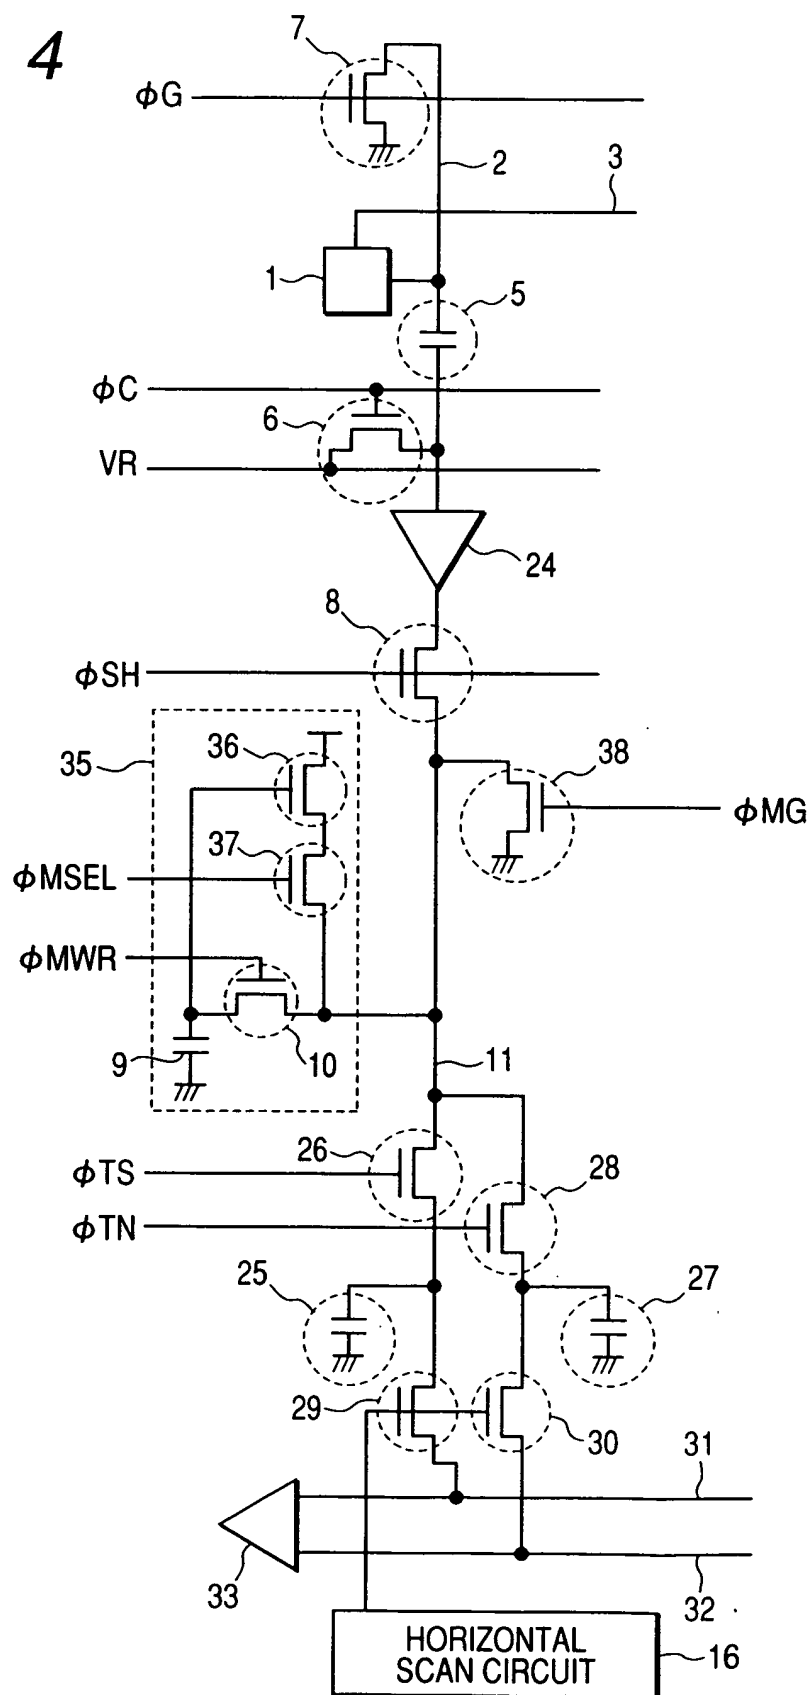 4
7
ϕG
2
3
1
5
ϕC
6
VR
24
8
ϕSH
35
36
38
ϕMG
37
ϕMSEL
ϕMWR
9
10
11
26
ϕTS
28
ϕTN
25
27
29
30
31
33
32
HORIZONTAL
SCAN CIRCUIT
16